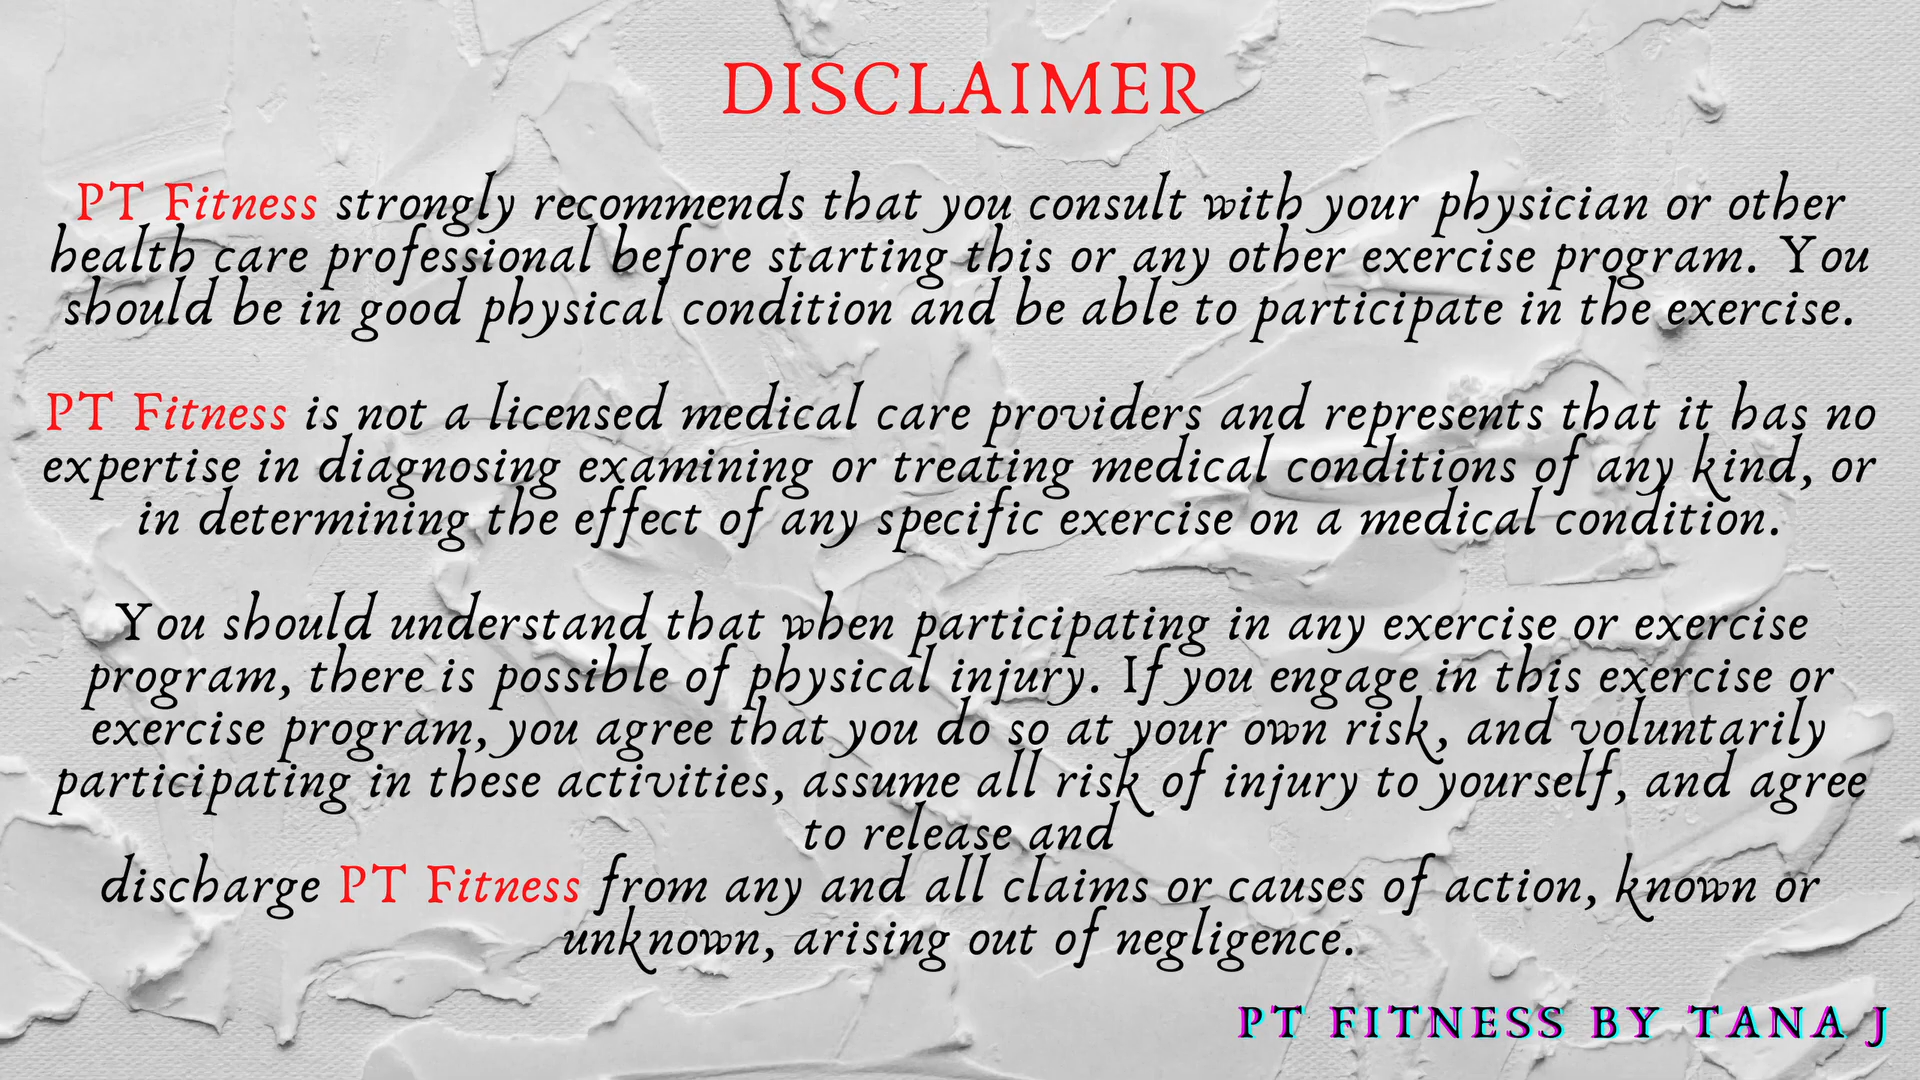 DISCLAIMER
PT Fitness strongly recommends that you consult with your physician or other
health care professional before starting this or any other exercise program. You
should be in good physical condition and be able to participate in the exercise.
PT Fitness is not a licensed medical care providers and represents that it has no
expertise in diagnosing examining or treating medical conditions of any kind, or
in determining the effect of any specific exercise on a medical condition.
You should understand that when participating in any exercise or exercise
program, there is possible of physical injury. If you engage in this exercise or
exercise program, you agree that you do so at your own risk, and voluntarily
participating in these activities, assume all risk of injury to yourself, and agree
to release and
discharge PT Fitness from any and all claims or causes of action, known or
unknown, arising out of negligence.
PT FITNESS BY TANA J